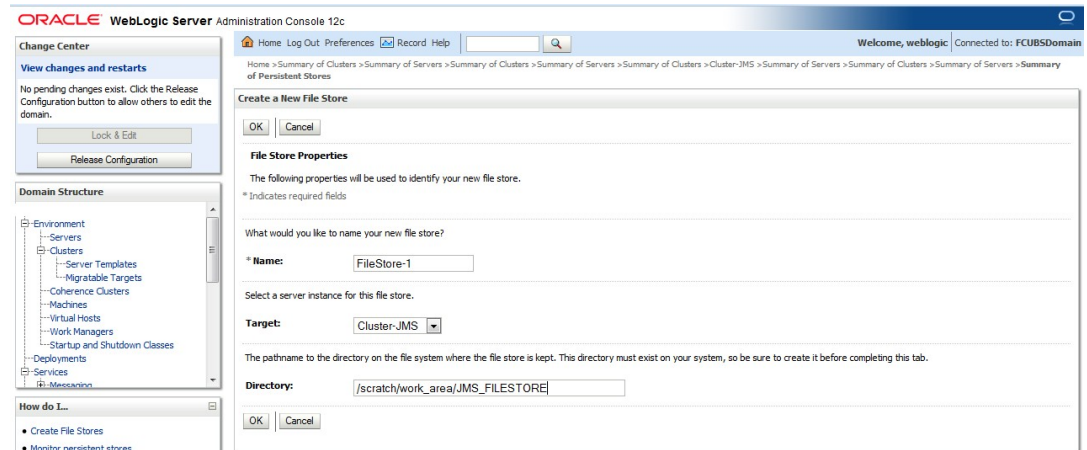 ORACLE WebLogic Server Administration Console 12c
Change Center
View changes and restarts
No pending changes exist. Click the Release
Configuration button to allow others to edit the
domain.
Lock & Edit
Release Configuration
Domain Structure
Environment
Servers
Clusters
Server Templates
Migratable Targets
Coherence Clusters
Machines
Virtual Hosts
Work Managers
Startup and Shutdown Classes
Deployments
Services
Messaging
How do I...
Create File Stores
Monitor persistent stores
Home Log Out Preferences Record Help
Welcome, weblogic Connected to: FCUBSDomain
Home >Summary of Clusters >Summary of Servers >Summary of Clusters >Summary of Servers >Summary of Clusters >Cluster-JMS >Summary of Servers >Summary of Clusters >Summary of Servers >Summary
of Persistent Stores
Create a New File Store
OK Cancel
File Store Properties
The following properties will be used to identify your new file store.
* Indicates required fields
What would you like to name your new file store?
* Name: FileStore-1
Select a server instance for this file store.
Target: Cluster-JMS
The pathname to the directory on the file system where the file store is kept. This directory must exist on your system, so be sure to create it before completing this tab.
Directory: /scratch/work_area/JMS_FILESTORE
OK Cancel